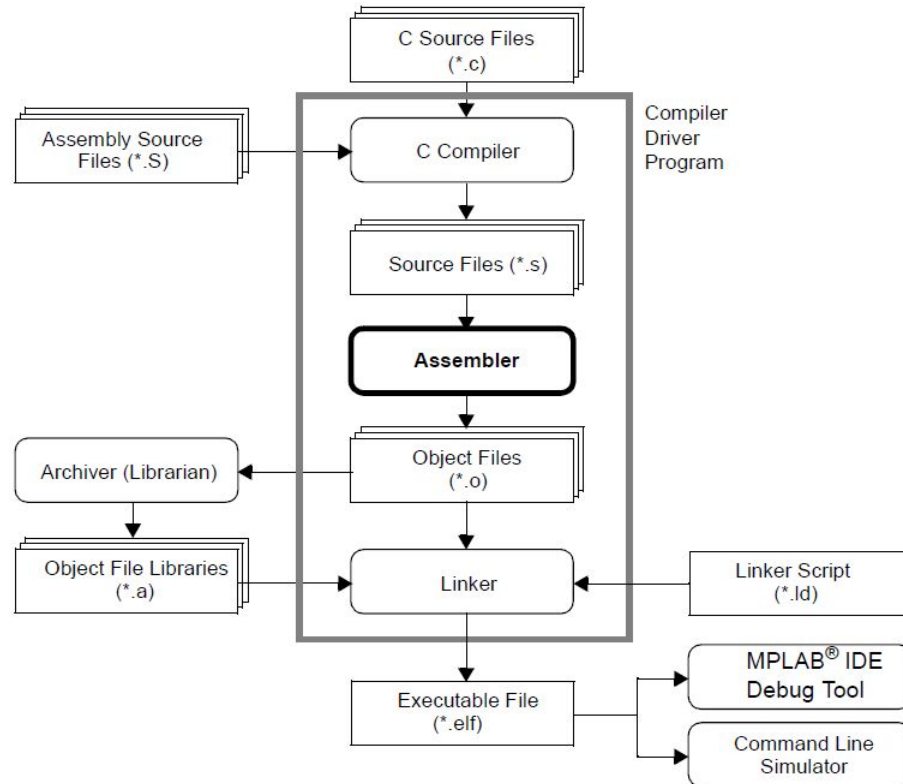 C Source Files
(*.c)
Compiler
Driver
Program
Assembly Source
Files (*.S)
C Compiler
Source Files (*.s)
Assembler
Archiver (Librarian)
Object Files
(*.o)
Object File Libraries
(*.a)
Linker
Linker Script
(*.ld)
Executable File
(*.elf)
MPLAB® IDE
Debug Tool
Command Line
Simulator